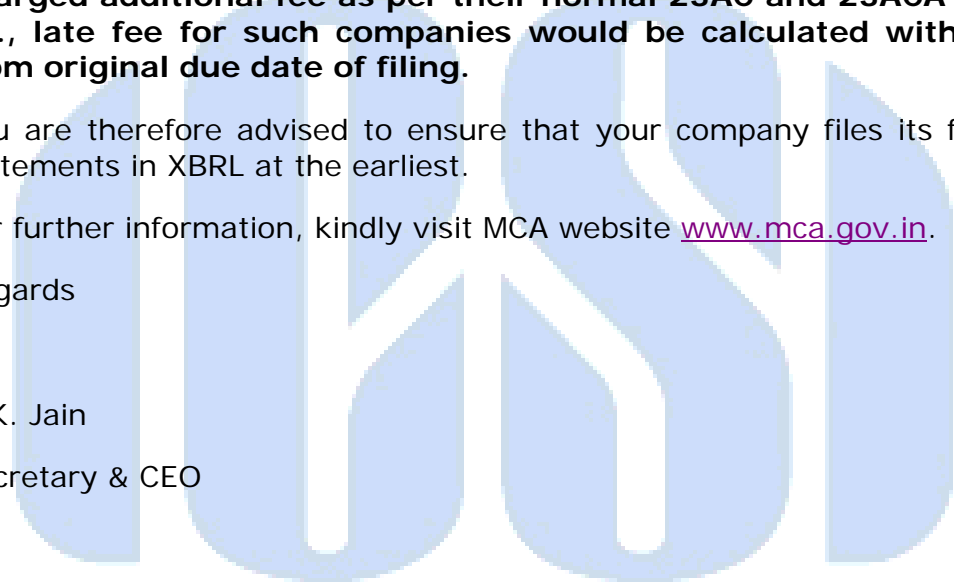 arged additional fee as per their normal 23AC and 23ACA
., late fee for such companies would be calculated with
om original due date of filing.
u are therefore advised to ensure that your company files its f
tements in XBRL at the earliest.
r further information, kindly visit MCA website www.mca.gov.in.
gards
K. Jain
cretary & CEO
ICSI